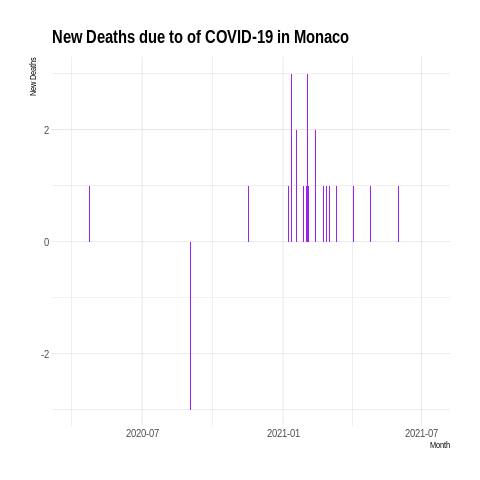 New Deaths due to of COVID-19 in Monaco
New Deaths
2
0
-2
2020-07
2021-01
2021-07
Month